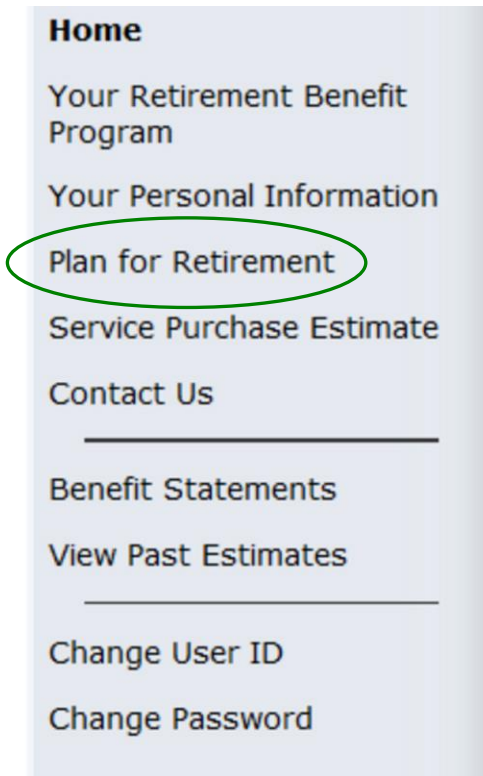 Home
Your Retirement Benefit
Program
Your Personal Information
Plan for Retirement
Service Purchase Estimate
Contact Us
Benefit Statements
View Past Estimates
Change User ID
Change Password